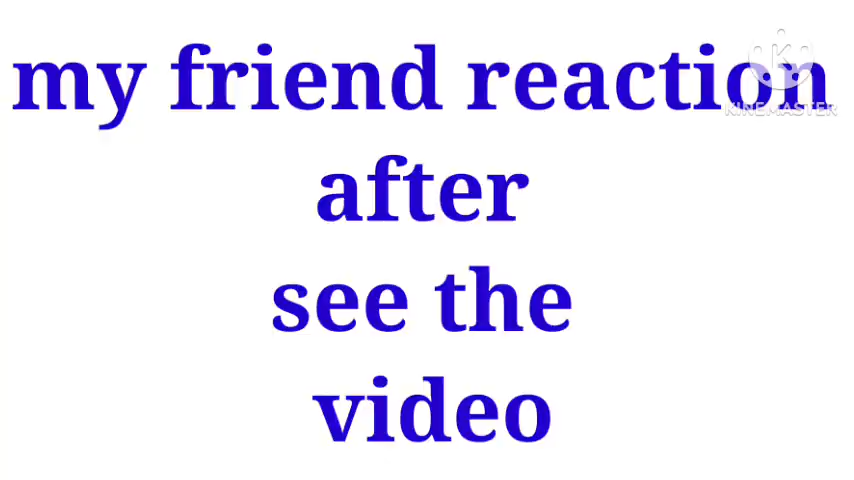 my friend reaction
KINEMASTER
after
see the
video